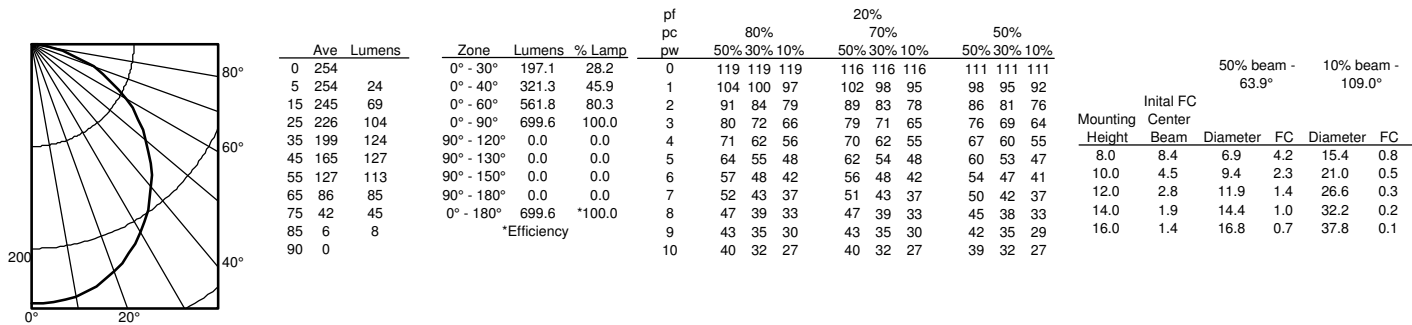 80°
60°
40°
200
0° 20°
Ave Lumens
0 254
5 254 24
15 245 69
25 226 104
35 199 124
45 165 127
55 127 113
65 86 85
75 42 45
85 6 8
90 0
Zone Lumens % Lamp
0° - 30° 197.1 28.2
0° - 40° 321.3 45.9
0° - 60° 561.8 80.3
0° - 90° 699.6 100.0
90° - 120° 0.0 0.0
90° - 130° 0.0 0.0
90° - 150° 0.0 0.0
90° - 180° 0.0 0.0
0° - 180° 699.6 *100.0
*Efficiency
pf 20%
pc 80% 70% 50%
pw 50% 30% 10% 50% 30% 10% 50% 30% 10%
0 119 119 119 116 116 116 111 111 111
1 104 100 97 102 98 95 98 95 92
2 91 84 79 89 83 78 86 81 76
3 80 72 66 79 71 65 76 69 64
4 71 62 56 70 62 55 67 60 55
5 64 55 48 62 54 48 60 53 47
6 57 48 42 56 48 42 54 47 41
7 52 43 37 51 43 37 50 42 37
8 47 39 33 47 39 33 45 38 33
9 43 35 30 43 35 30 42 35 29
10 40 32 27 40 32 27 39 32 27
50% beam - 10% beam -
63.9° 109.0°
Inital FC
Mounting Center
Height Beam Diameter FC Diameter FC
8.0 8.4 6.9 4.2 15.4 0.8
10.0 4.5 9.4 2.3 21.0 0.5
12.0 2.8 11.9 1.4 26.6 0.3
14.0 1.9 14.4 1.0 32.2 0.2
16.0 1.4 16.8 0.7 37.8 0.1